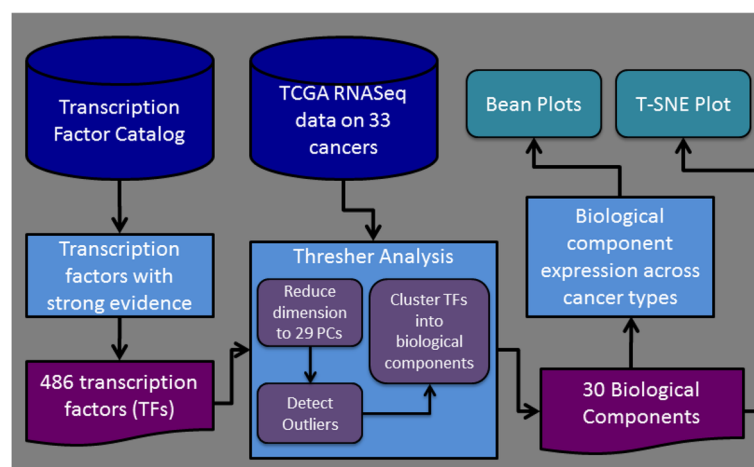 Transcription
Factor Catalog
TCGA RNASeq
data on 33
cancers
Bean Plots
T-SNE Plot
Transcription
factors with
strong evidence
Thresher Analysis
Reduce
dimension
to 29 PCs
Cluster TFs
into
biological
components
Detect
Outliers
Biological
component
expression across
cancer types
486 transcription
factors (TFs)
30 Biological
Components